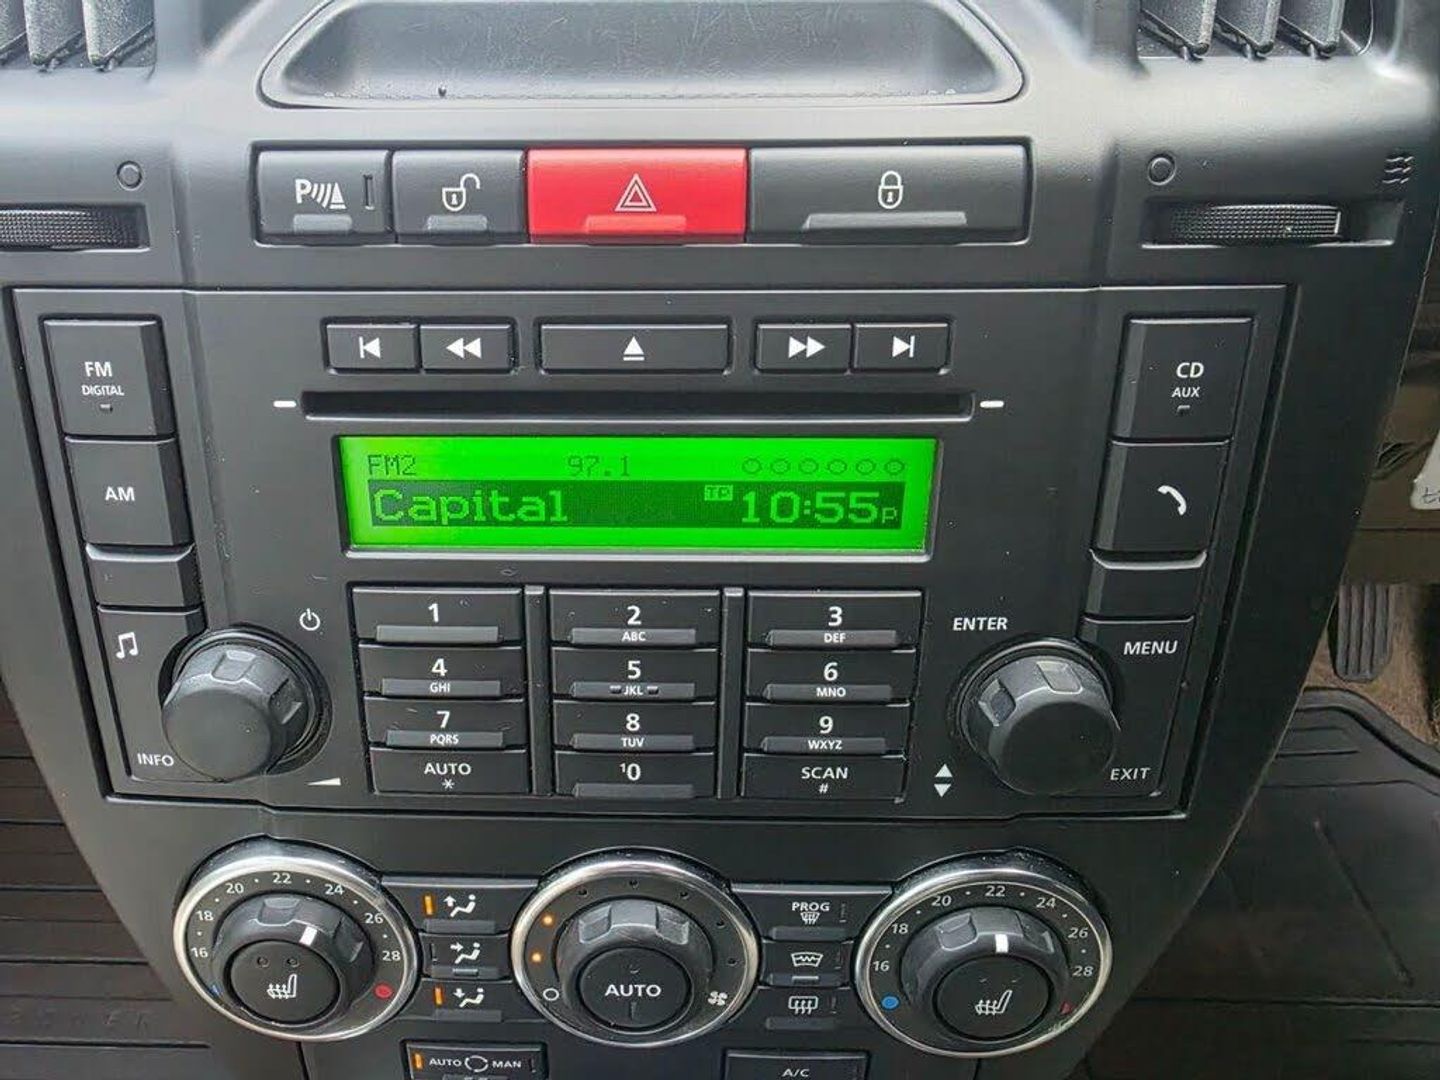 P
FM
DIGITAL
CD
AUX
FM2 97.1
Capital TP 10:55p
AM
1
2
ABC
3
DEF
ENTER
MENU
4
GHI
5
JKL
6
MNO
7
PQRS
8
TUV
9
WXYZ
INFO
AUTO
*
10
SCAN
#
EXIT
16 18 20 22 24 26 28
PROG
16 18 20 22 24 26 28
AUTO
AUTO MAN
A/C